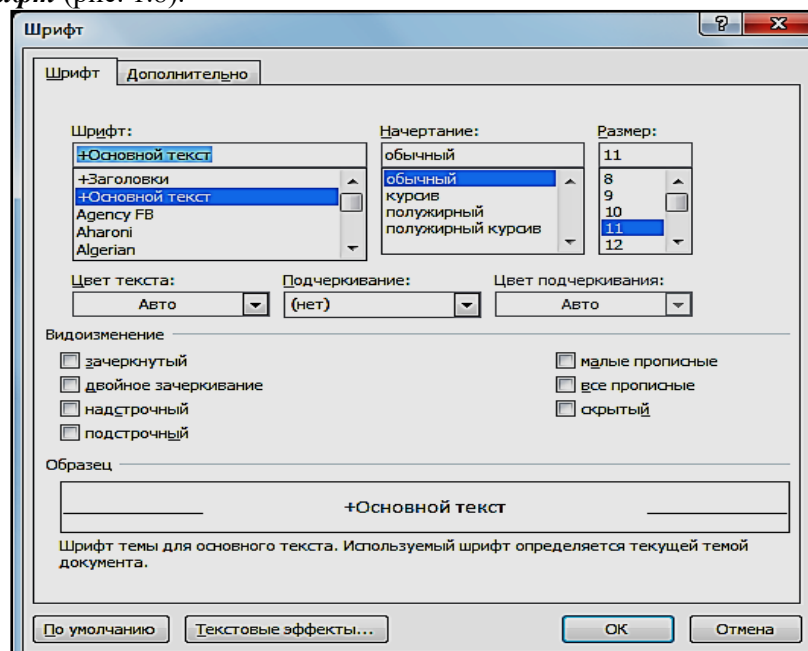 фт (рис. 1.8).
Шрифт
Шрифт Дополнительно
Шрифт: Начертание: Размер:
+Основной текст обычный 11
+Заголовки обычный 8
+Основной текст курсив 9
Agency FB полужирный 10
Aharoni полужирный курсив 11
Algerian 12
Цвет текста: Подчеркивание: Цвет подчеркивания:
Авто (нет) Авто
Видоизменение
зачеркнутый малые прописные
двойное зачеркивание все прописные
надстрочный скрытый
подстрочный
Образец
+Основной текст
Шрифт темы для основного текста. Используемый шрифт определяется текущей темой
документа.
По умолчанию Текстовые эффекты... ОК Отмена